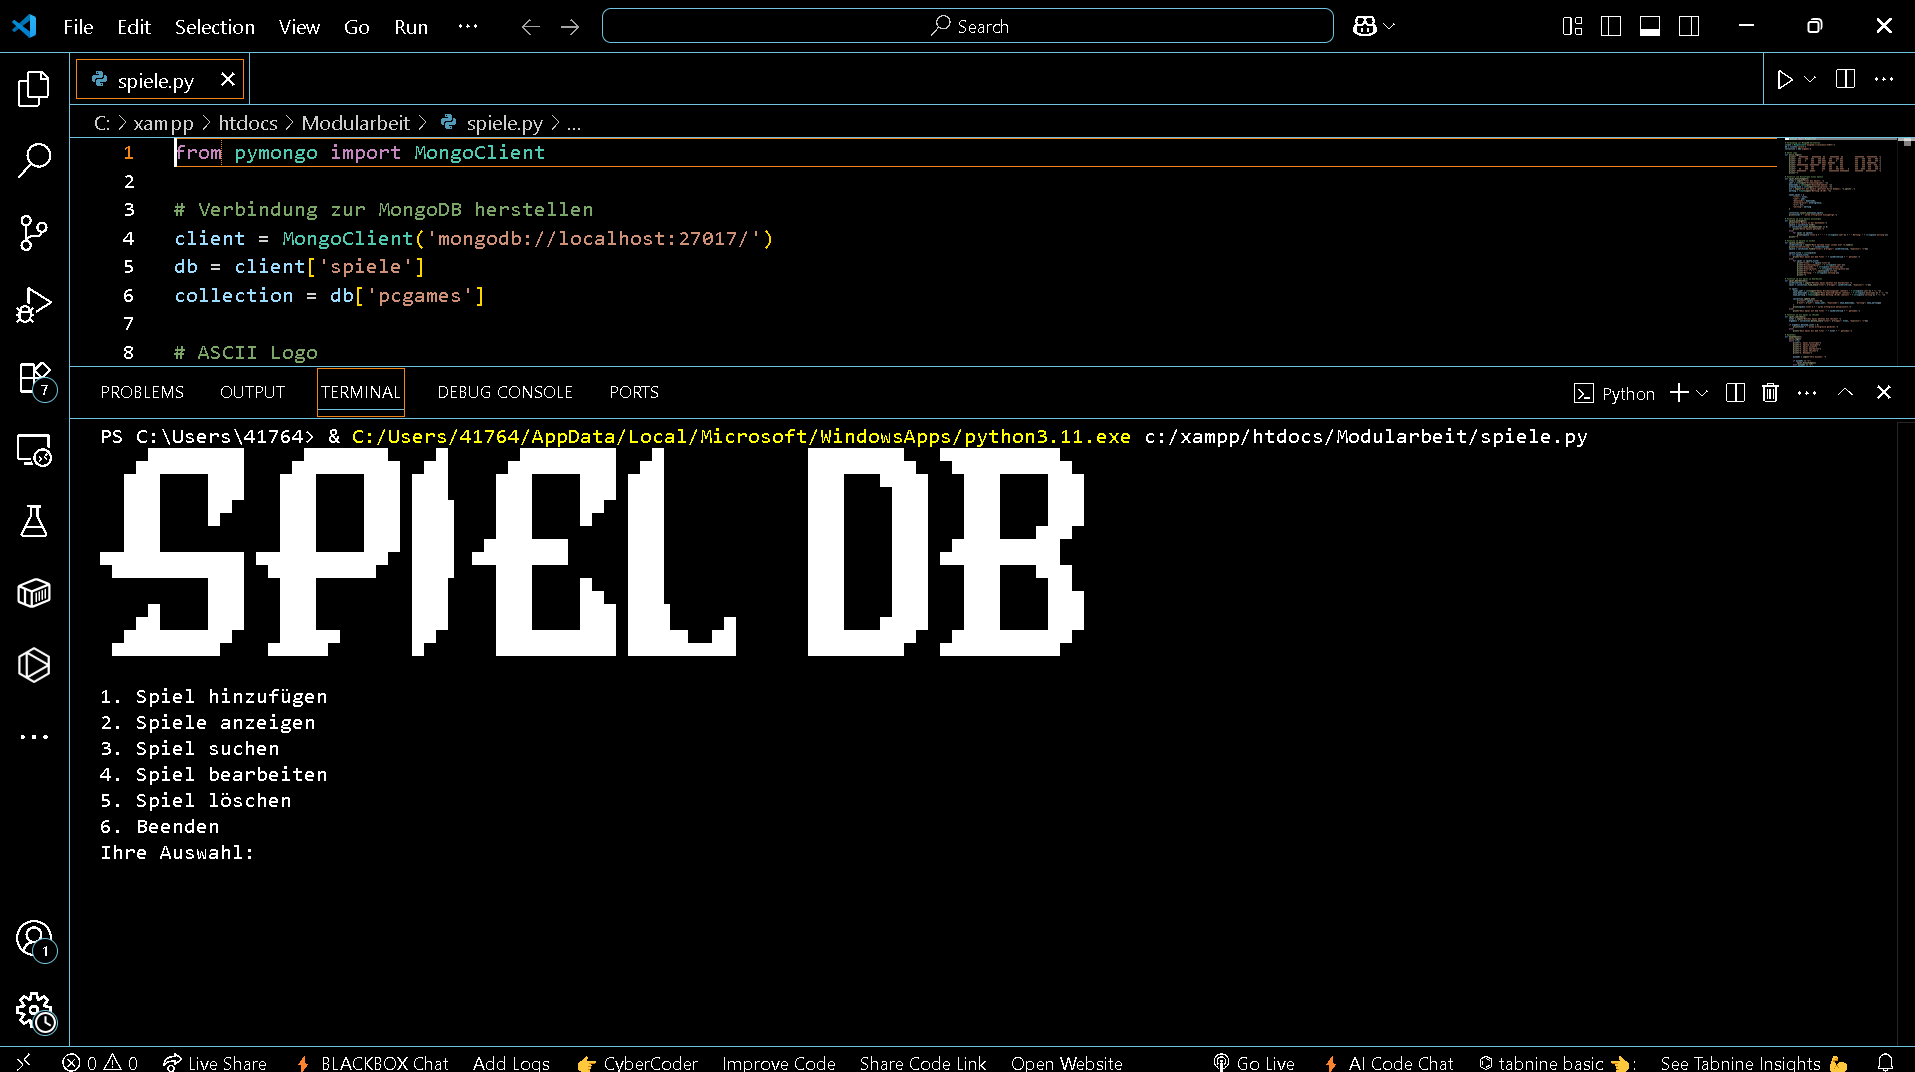 File Edit Selection View Go Run ··· Search
spiele.py
C: > xampp > htdocs > Modularbeit > spiele.py > ...
1 from pymongo import MongoClient
2
3 # Verbindung zur MongoDB herstellen
4 client = MongoClient('mongodb://localhost:27017/')
5 db = client['spiele']
6 collection = db['pcgames']
7
8 # ASCII Logo
PROBLEMS OUTPUT TERMINAL DEBUG CONSOLE PORTS Python
PS C:\Users\41764> & C:/Users/41764/AppData/Local/Microsoft/WindowsApps/python3.11.exe c:/xampp/htdocs/Modularbeit/spiele.py
SPIEL DB
1. Spiel hinzufügen
2. Spiele anzeigen
3. Spiel suchen
4. Spiel bearbeiten
5. Spiel löschen
6. Beenden
Ihre Auswahl:
7
1
0 0 Live Share BLACKBOX Chat Add Logs 👉 CyberCoder Improve Code Share Code Link Open Website Go Live AI Code Chat tabnine basic 👈: See Tabnine Insights 💪